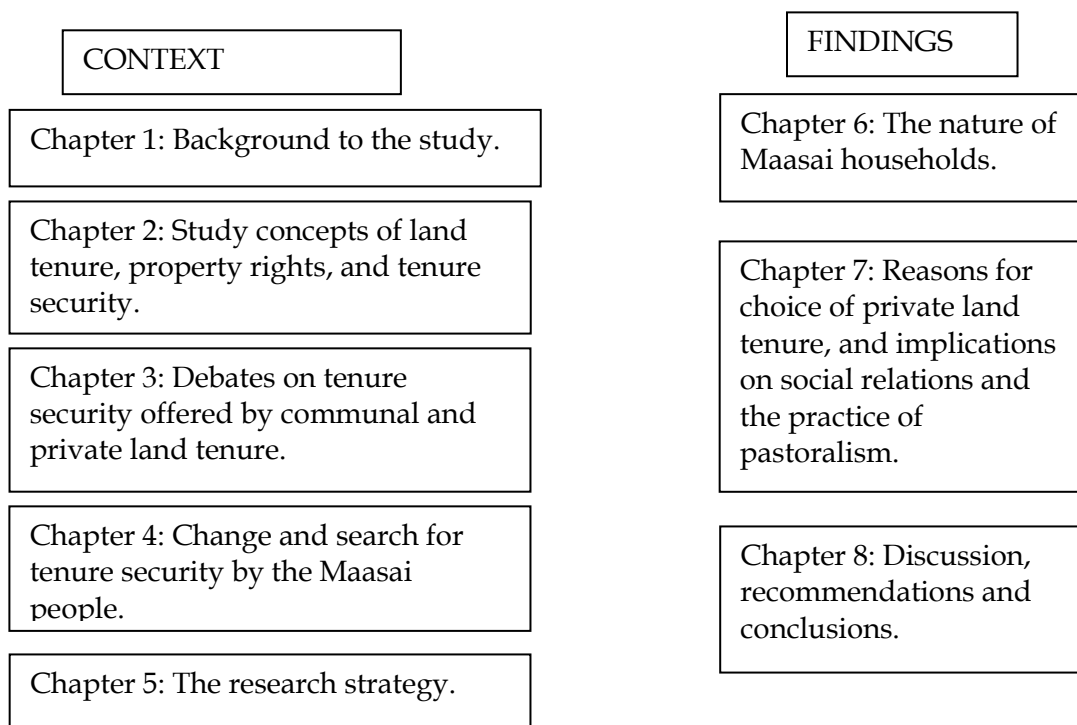 CONTEXT
Chapter 1: Background to the study.
Chapter 2: Study concepts of land
tenure, property rights, and tenure
security.
Chapter 3: Debates on tenure
security offered by communal and
private land tenure.
Chapter 4: Change and search for
tenure security by the Maasai
people.
Chapter 5: The research strategy.
FINDINGS
Chapter 6: The nature of
Maasai households.
Chapter 7: Reasons for
choice of private land
tenure, and implications
on social relations and
the practice of
pastoralism.
Chapter 8: Discussion,
recommendations and
conclusions.